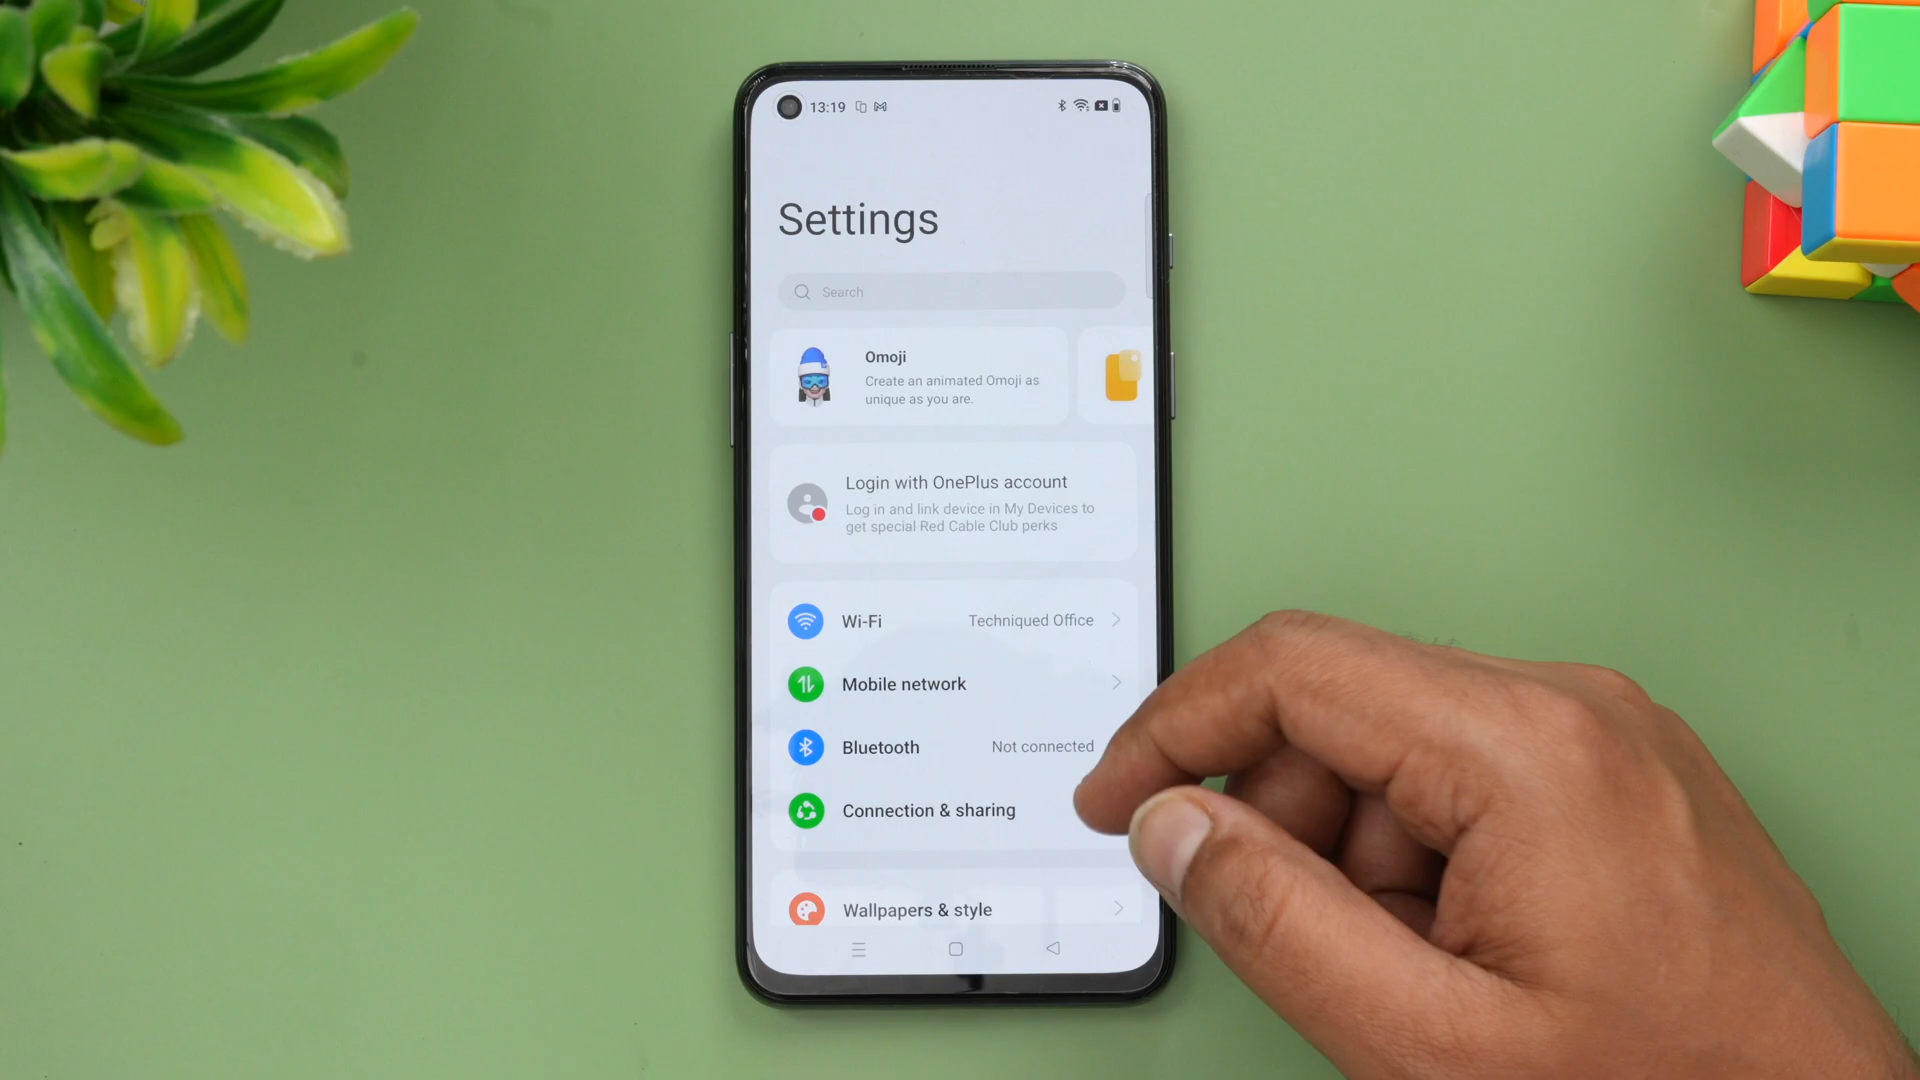 13:19
Settings
Search
Omoji
Create an animated Omoji as
unique as you are.
Login with OnePlus account
Log in and link device in My Devices to
get special Red Cable Club perks
Wi-Fi Techniqued Office
Mobile network
Bluetooth Not connected
Connection & sharing
Wallpapers & style